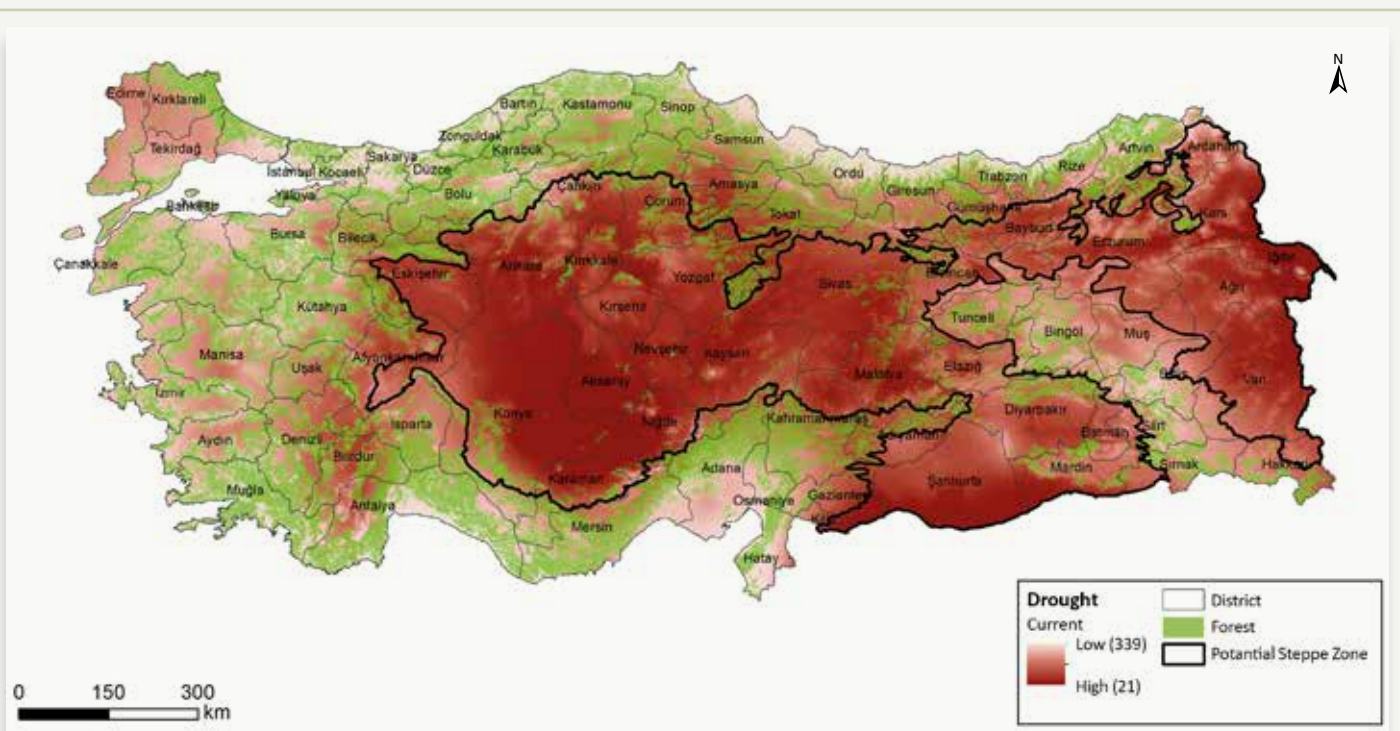 N
Edirne
Kırklareli
Tekirdağ
İstanbul
Kocaeli
Yalova
Sakarya
Düzce
Zonguldak
Bartın
Karabük
Kastamonu
Sinop
Samsun
Bolu
Çankırı
Çorum
Amasya
Tokat
Ordu
Giresun
Trabzon
Gümüşhane
Rize
Artvin
Ardahan
Kars
Bayburt
Erzurum
Iğdır
Ağrı
Balıkesir
Bursa
Bilecik
Çanakkale
Eskişehir
Ankara
Kırıkkale
Yozgat
Sivas
Erzincan
Kütahya
Kırşehir
Tunceli
Bingöl
Muş
Manisa
Uşak
Afyonkarahisar
Nevşehir
Kayseri
Malatya
Elazığ
Bitlis
Van
İzmir
Aksaray
Konya
Niğde
Kahramanmaraş
Adıyaman
Diyarbakır
Batman
Siirt
Aydın
Denizli
Isparta
Burdur
Karaman
Adana
Osmaniye
Gaziantep
Şanlıurfa
Mardin
Şırnak
Hakkari
Muğla
Antalya
Mersin
Kilis
Hatay
Drought
Current
Low (339)
High (21)
District
Forest
Potantial Steppe Zone
0 150 300
km